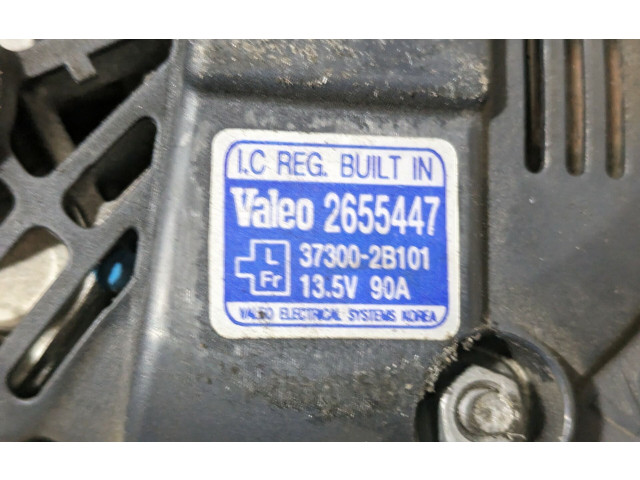 I.C REG. BUILT IN
Valeo 2655447
L 37300-2B101
Fr 13.5V 90A
VALEO ELECTRICAL SYSTEMS KOREA